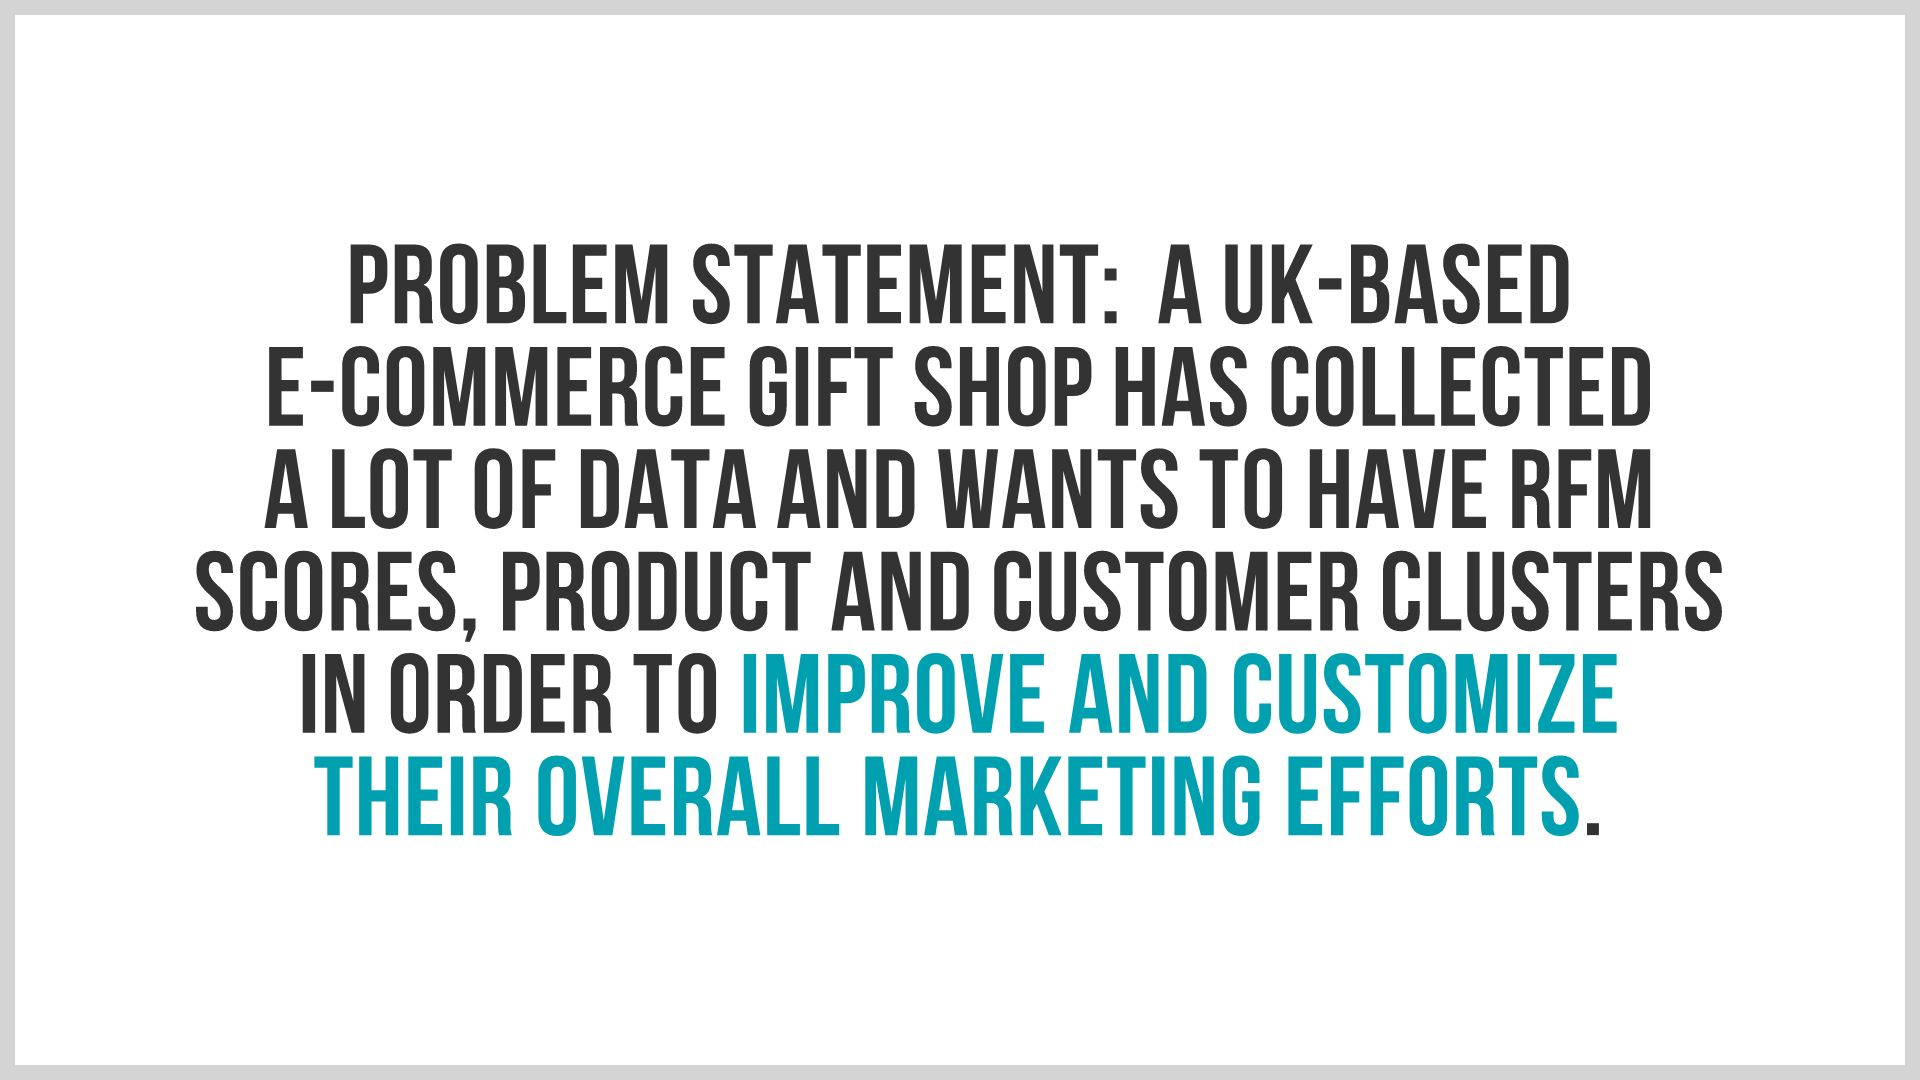 PROBLEM STATEMENT:  A UK-BASED
E-COMMERCE GIFT SHOP HAS COLLECTED
A LOT OF DATA AND WANTS TO HAVE RFM
SCORES, PRODUCT AND CUSTOMER CLUSTERS
IN ORDER TO IMPROVE AND CUSTOMIZE
THEIR OVERALL MARKETING EFFORTS.